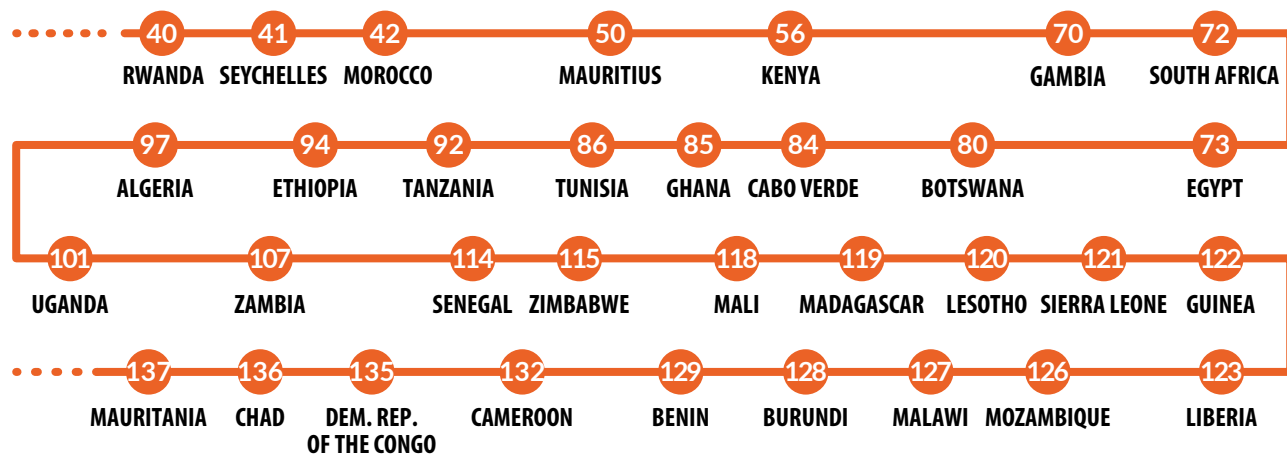 40 41 42 50 56 70 72
RWANDA SEYCHELLES MOROCCO MAURITIUS KENYA GAMBIA SOUTH AFRICA
97 94 92 86 85 84 80 73
ALGERIA ETHIOPIA TANZANIA TUNISIA GHANA CABO VERDE BOTSWANA EGYPT
101 107 114 115 118 119 120 121 122
UGANDA ZAMBIA SENEGAL ZIMBABWE MALI MADAGASCAR LESOTHO SIERRA LEONE GUINEA
137 136 135 132 129 128 127 126 123
MAURITANIA CHAD DEM. REP. CAMEROON BENIN BURUNDI MALAWI MOZAMBIQUE LIBERIA
OF THE CONGO